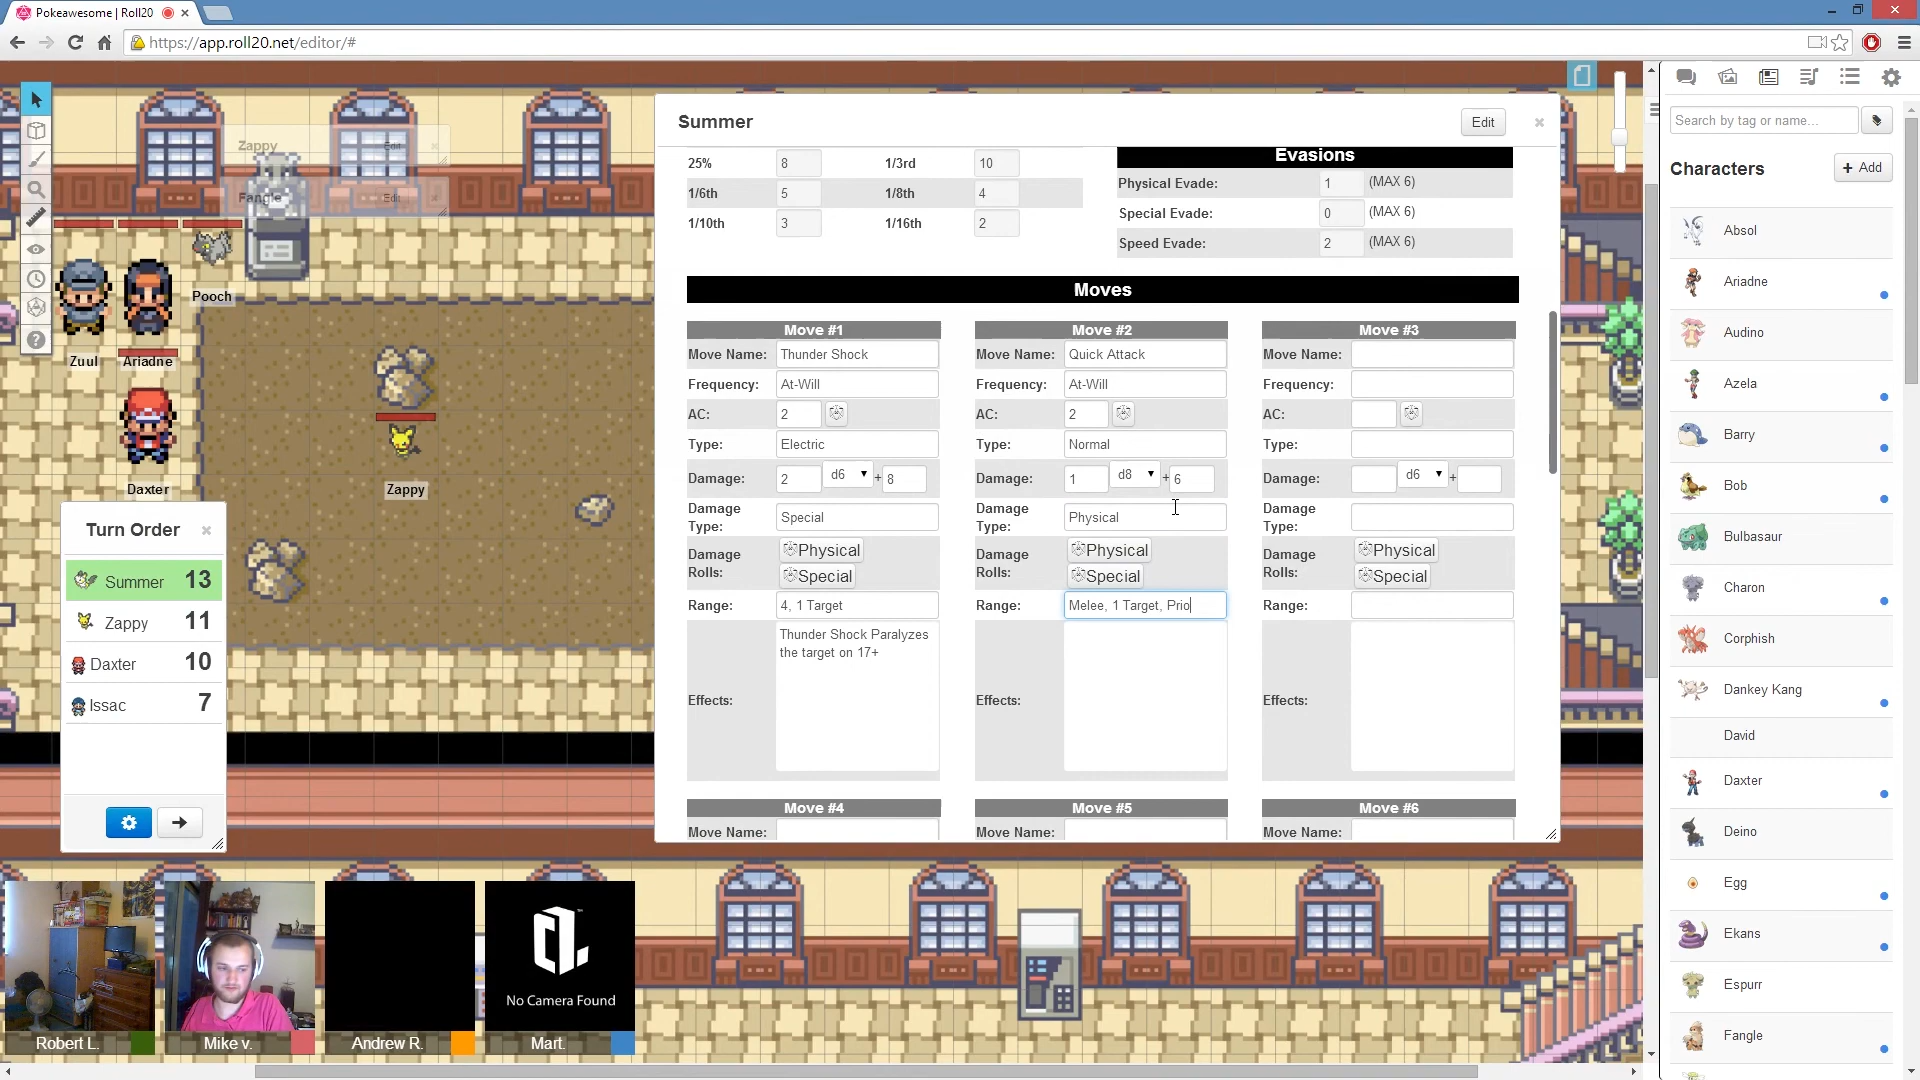 Pokeawesome | Roll20
https://app.roll20.net/editor/#
Zappy
Edit
Fangle
Edit
Pooch
Zuul
Ariadne
Daxter
Zappy
Turn Order
Summer 13
Zappy 11
Daxter 10
Issac 7
Summer
Edit
25% 8 1/3rd 10
1/6th 5 1/8th 4
1/10th 3 1/16th 2
Evasions
Physical Evade: 1 (MAX 6)
Special Evade: 0 (MAX 6)
Speed Evade: 2 (MAX 6)
Moves
Move #1
Move Name: Thunder Shock
Frequency: At-Will
AC: 2
Type: Electric
Damage: 2 d6 + 8
Damage
Type: Special
Damage
Rolls:
Physical
Special
Range: 4, 1 Target
Effects:
Thunder Shock Paralyzes
the target on 17+
Move #2
Move Name: Quick Attack
Frequency: At-Will
AC: 2
Type: Normal
Damage: 1 d8 + 6
Damage
Type: Physical
Damage
Rolls:
Physical
Special
Range: Melee, 1 Target, Prio
Effects:
Move #3
Move Name:
Frequency:
AC:
Type:
Damage: d6 +
Damage
Type:
Damage
Rolls:
Physical
Special
Range:
Effects:
Move #4
Move Name:
Move #5
Move Name:
Move #6
Move Name:
Search by tag or name...
Characters
+ Add
Absol
Ariadne
Audino
Azela
Barry
Bob
Bulbasaur
Charon
Corphish
Dankey Kang
David
Daxter
Deino
Egg
Ekans
Espurr
Fangle
No Camera Found
Robert L.
Mike v.
Andrew R.
Mart.